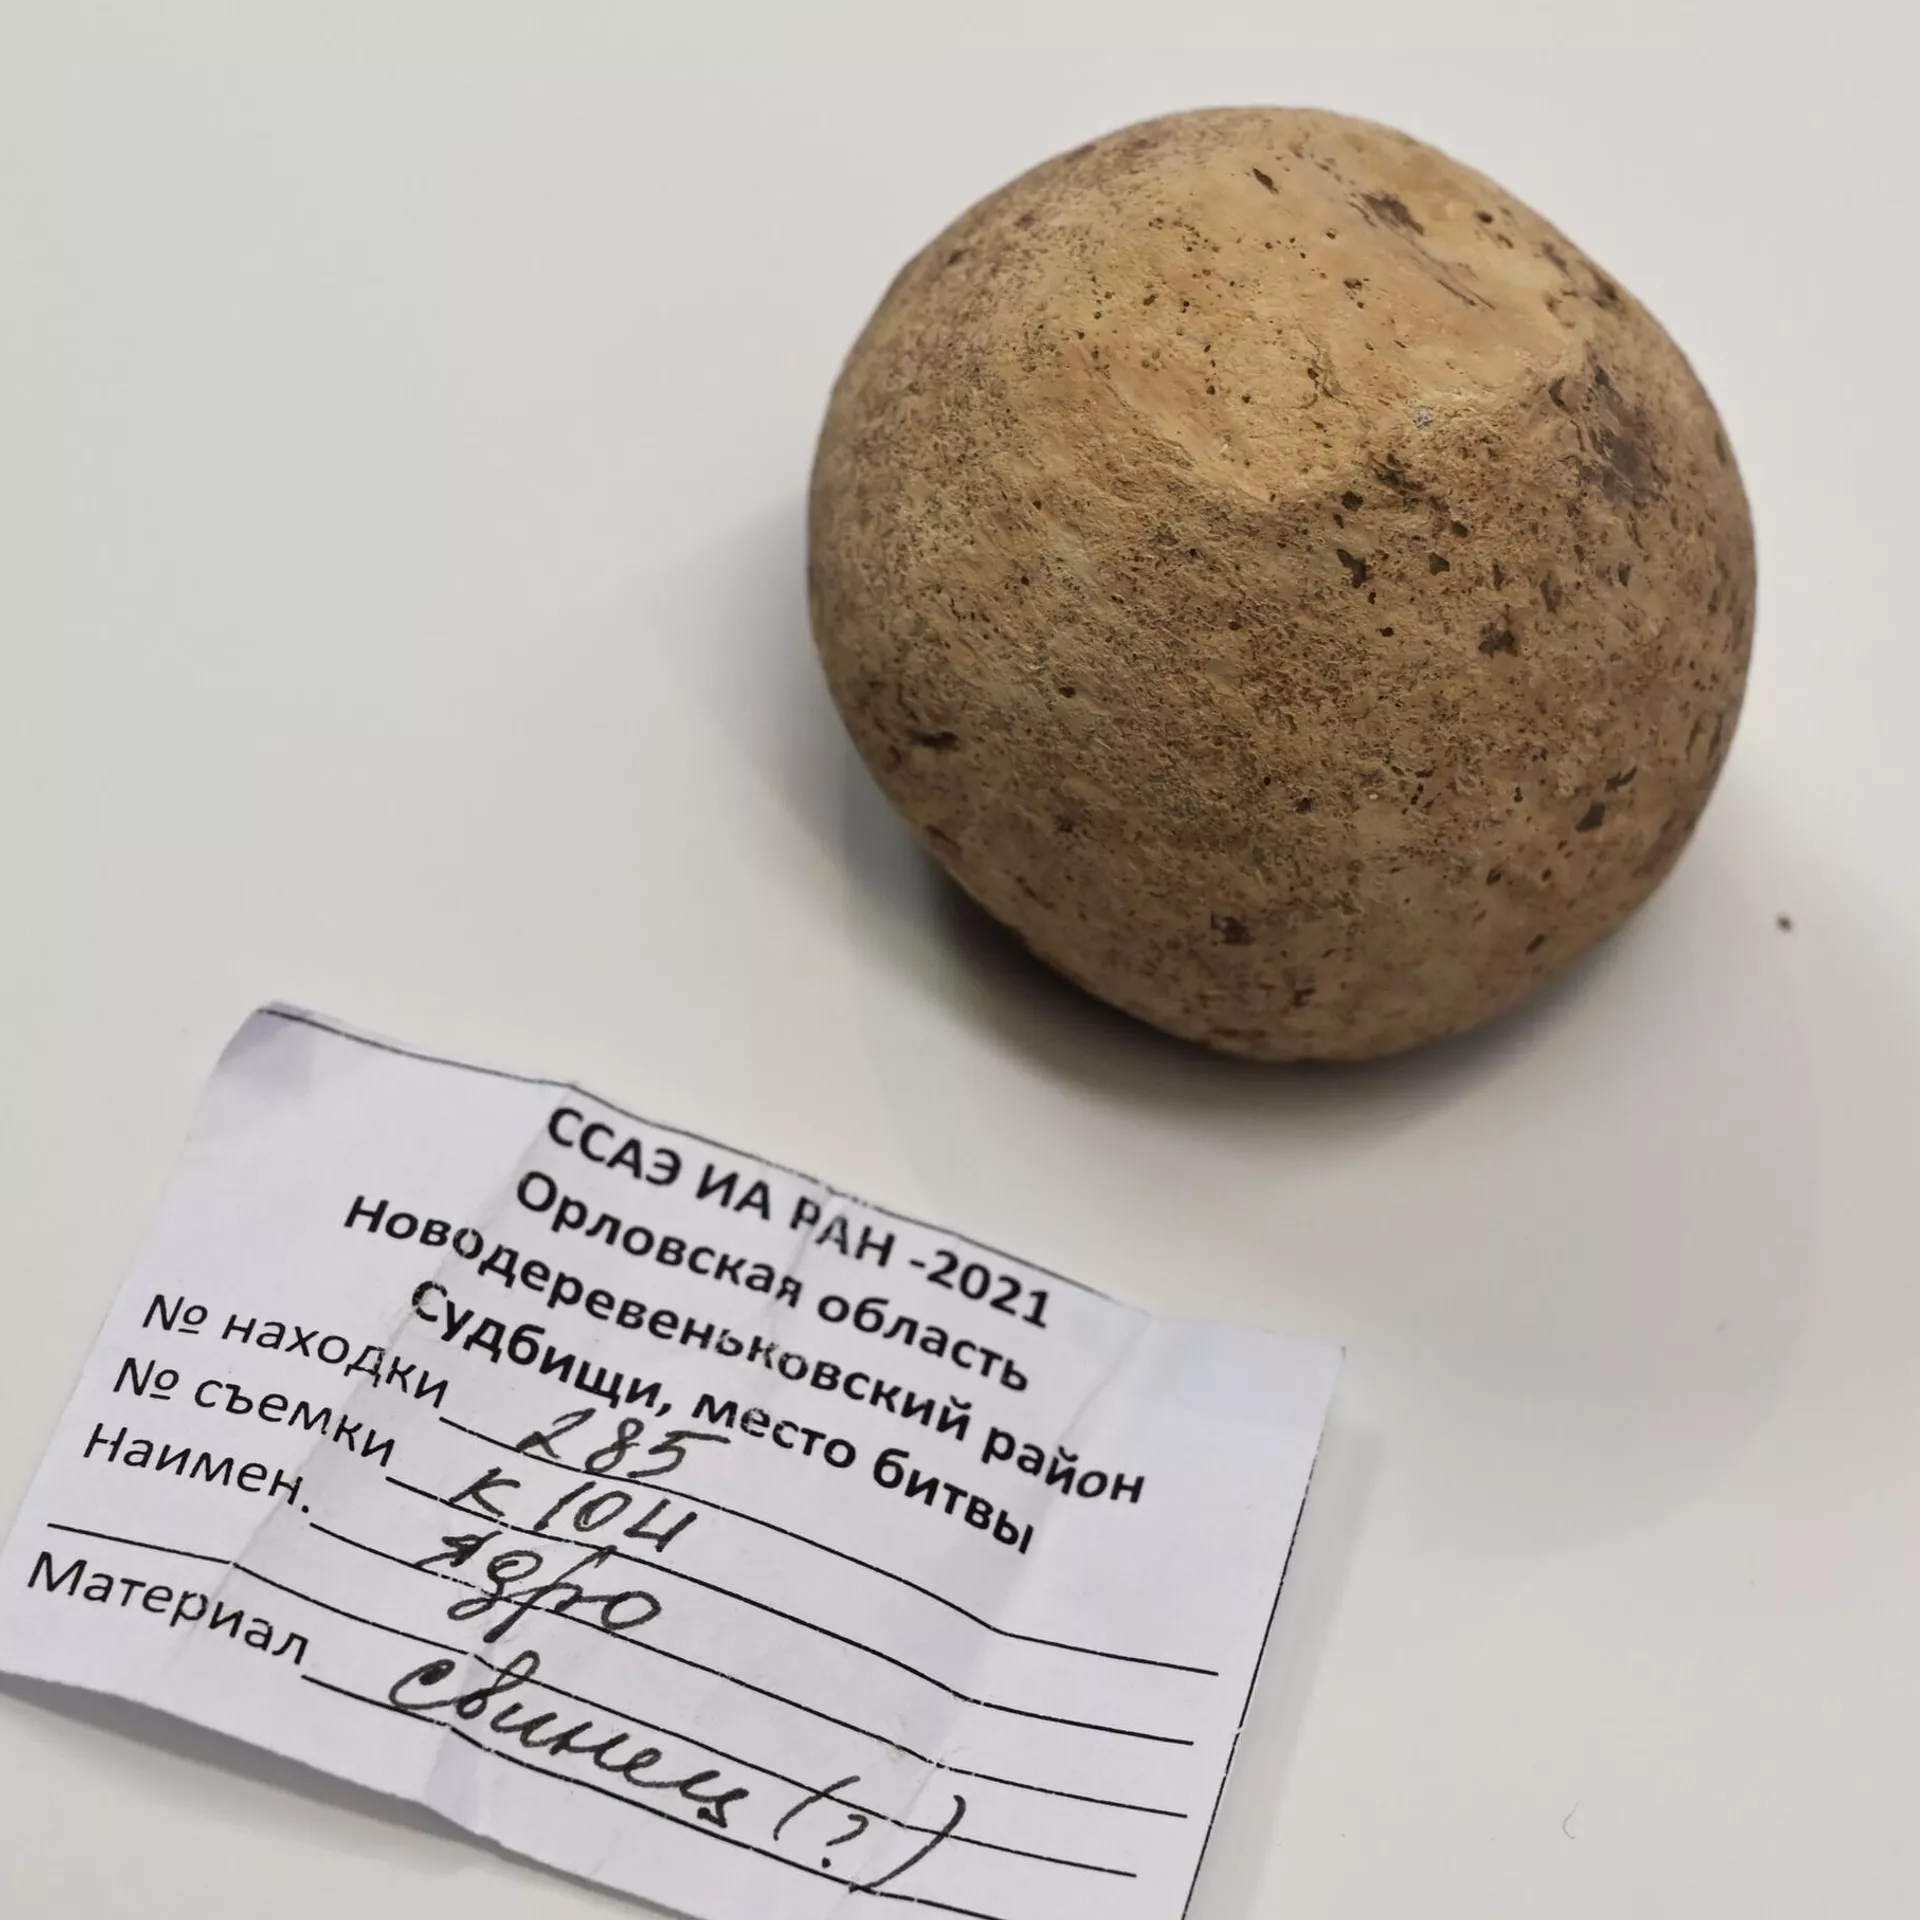 ССАЭ ИА РАН -2021
Орловская область
Новодеревеньковский район
Судбищи, место битвы
№ находки 285
№ съемки К 104
Наимен. ядро
Материал свинец (?)